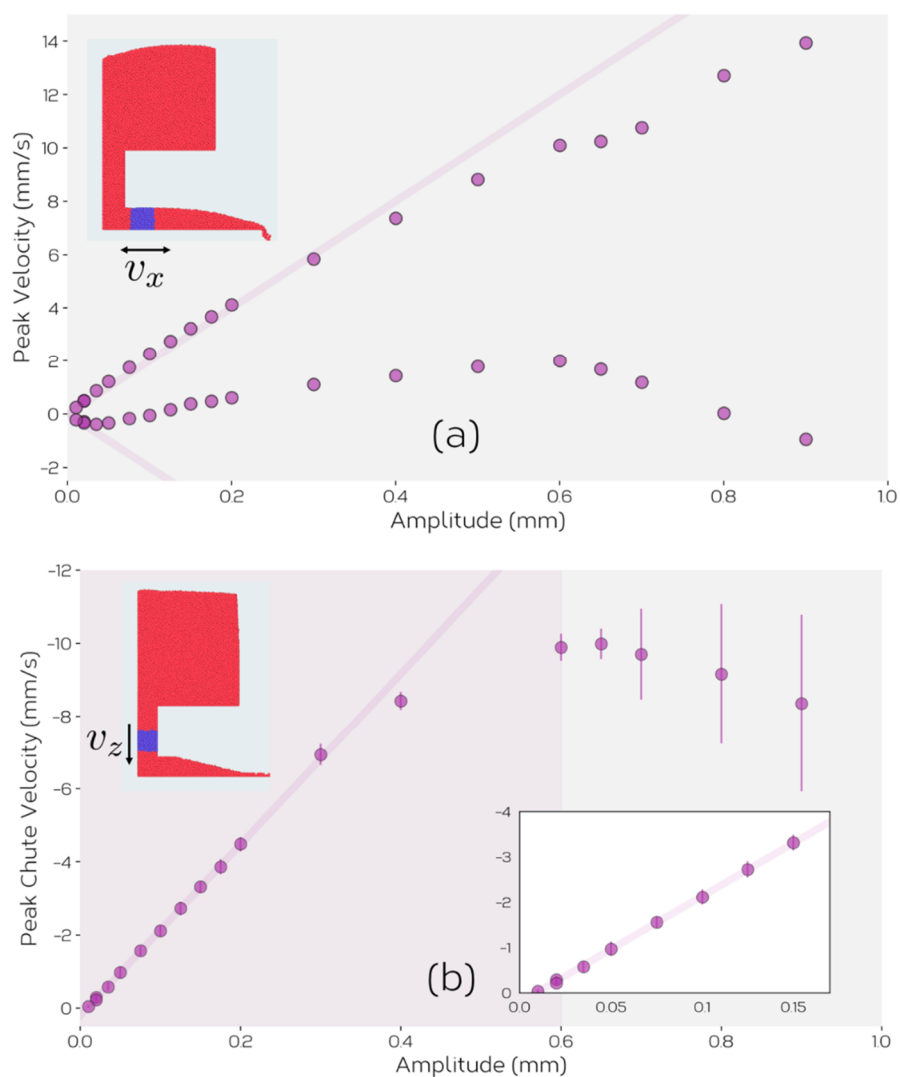 14
12
10
8
6
4
2
0
-2
Peak Velocity (mm/s)
v_x
(a)
0.0 0.2 0.4 0.6 0.8 1.0
Amplitude (mm)
-12
-10
-8
-6
-4
-2
0
Peak Chute Velocity (mm/s)
v_z
(b)
-4
-3
-2
-1
0
0.0 0.05 0.1 0.15
0.0 0.2 0.4 0.6 0.8 1.0
Amplitude (mm)